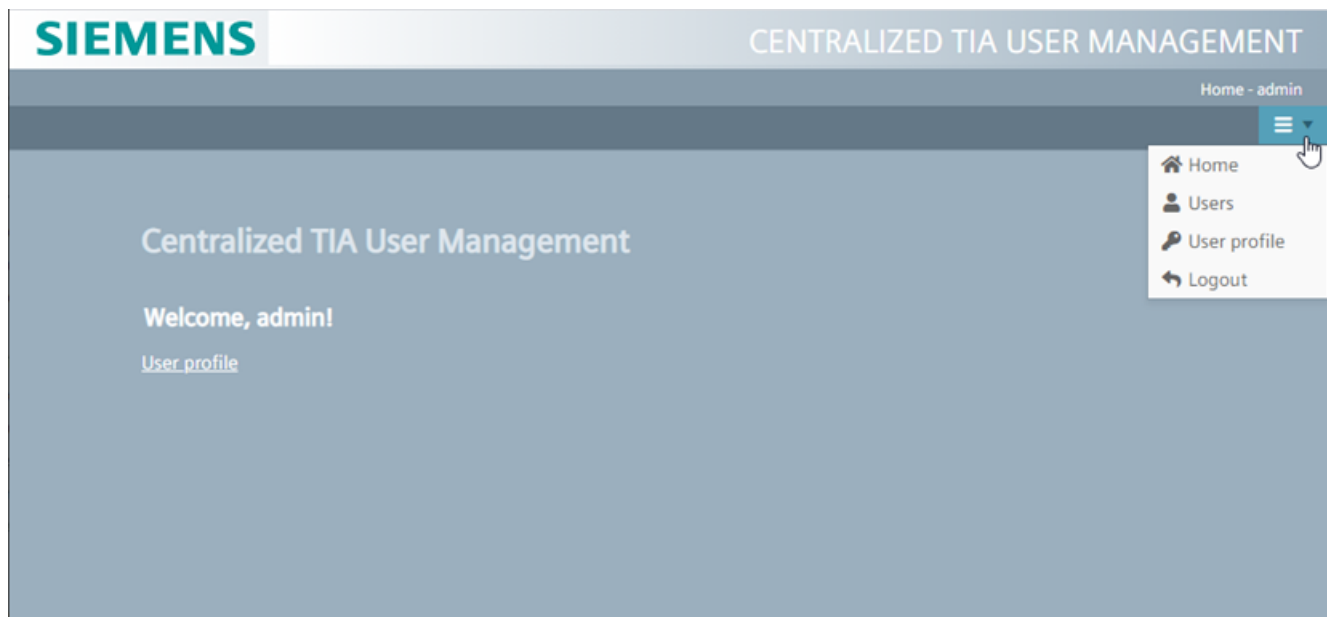 SIEMENS
CENTRALIZED TIA USER MANAGEMENT
Home - admin
Home
Users
User profile
Logout
Centralized TIA User Management
Welcome, admin!
User profile